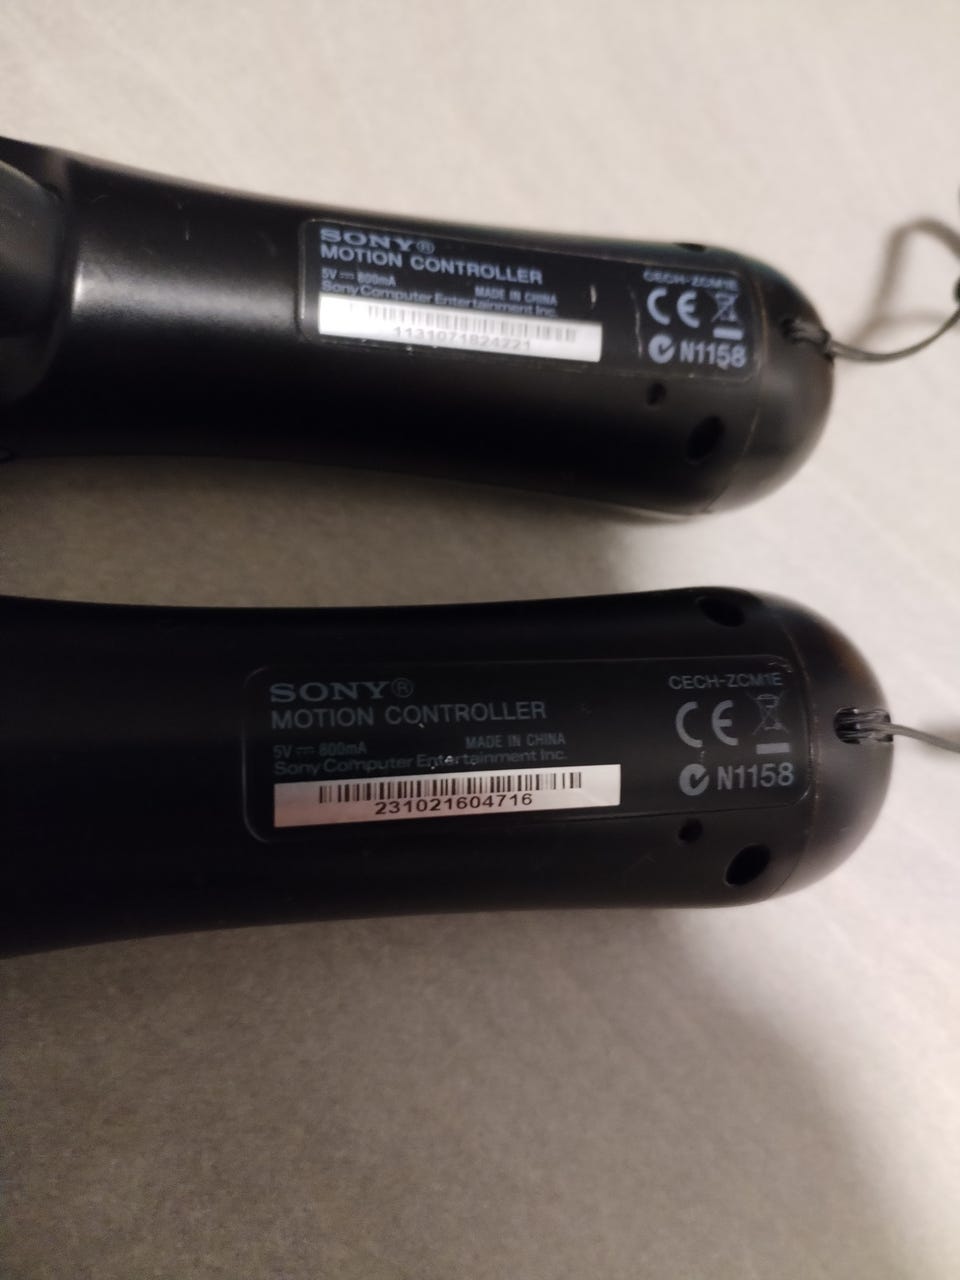 SONY®
MOTION CONTROLLER
5V ⎓ 800mA MADE IN CHINA
Sony Computer Entertainment Inc.
1131071824221
CECH-ZCM1E
CE
N1158
SONY®
MOTION CONTROLLER
5V ⎓ 800mA MADE IN CHINA
Sony Computer Entertainment Inc.
231021604716
CECH-ZCM1E
CE
N1158